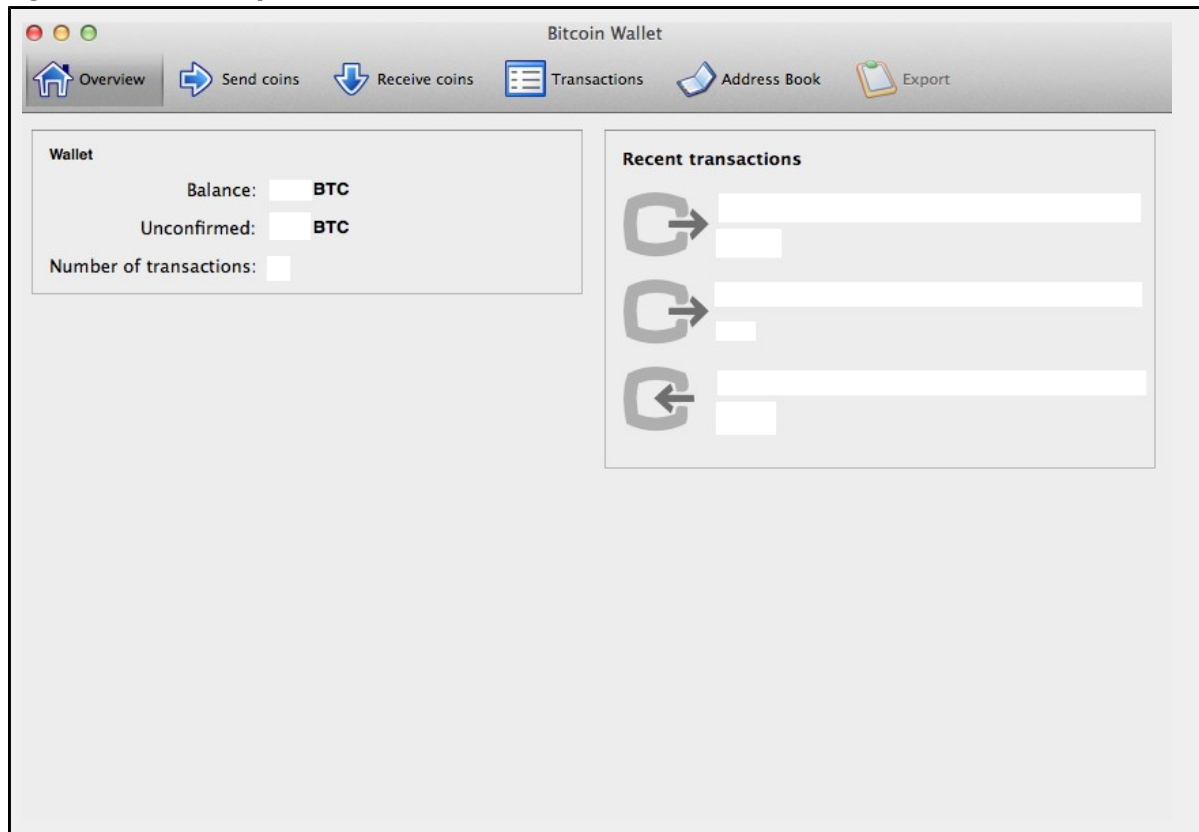 Bitcoin Wallet
Overview Send coins Receive coins Transactions Address Book Export
Wallet
Balance: BTC
Unconfirmed: BTC
Number of transactions:
Recent transactions